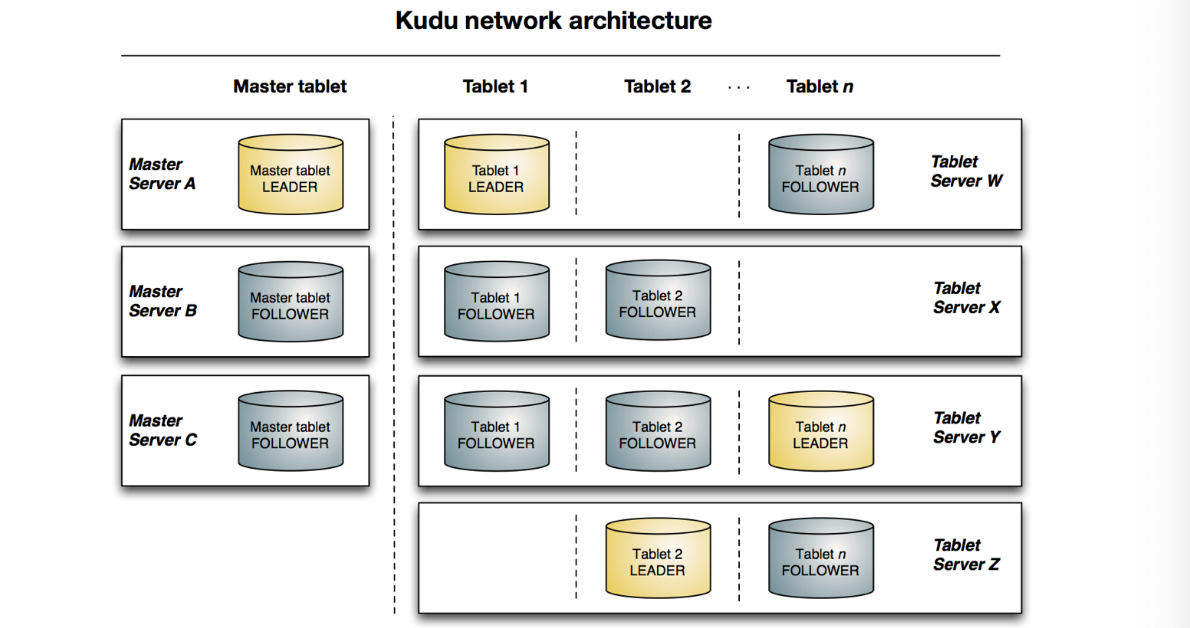 Kudu network architecture
Master tablet
Tablet 1
Tablet 2
. . .
Tablet n
Master
Server A
Master tablet
LEADER
Tablet 1
LEADER
Tablet n
FOLLOWER
Tablet
Server W
Master
Server B
Master tablet
FOLLOWER
Tablet 1
FOLLOWER
Tablet 2
FOLLOWER
Tablet
Server X
Master
Server C
Master tablet
FOLLOWER
Tablet 1
FOLLOWER
Tablet 2
FOLLOWER
Tablet n
LEADER
Tablet
Server Y
Tablet 2
LEADER
Tablet n
FOLLOWER
Tablet
Server Z